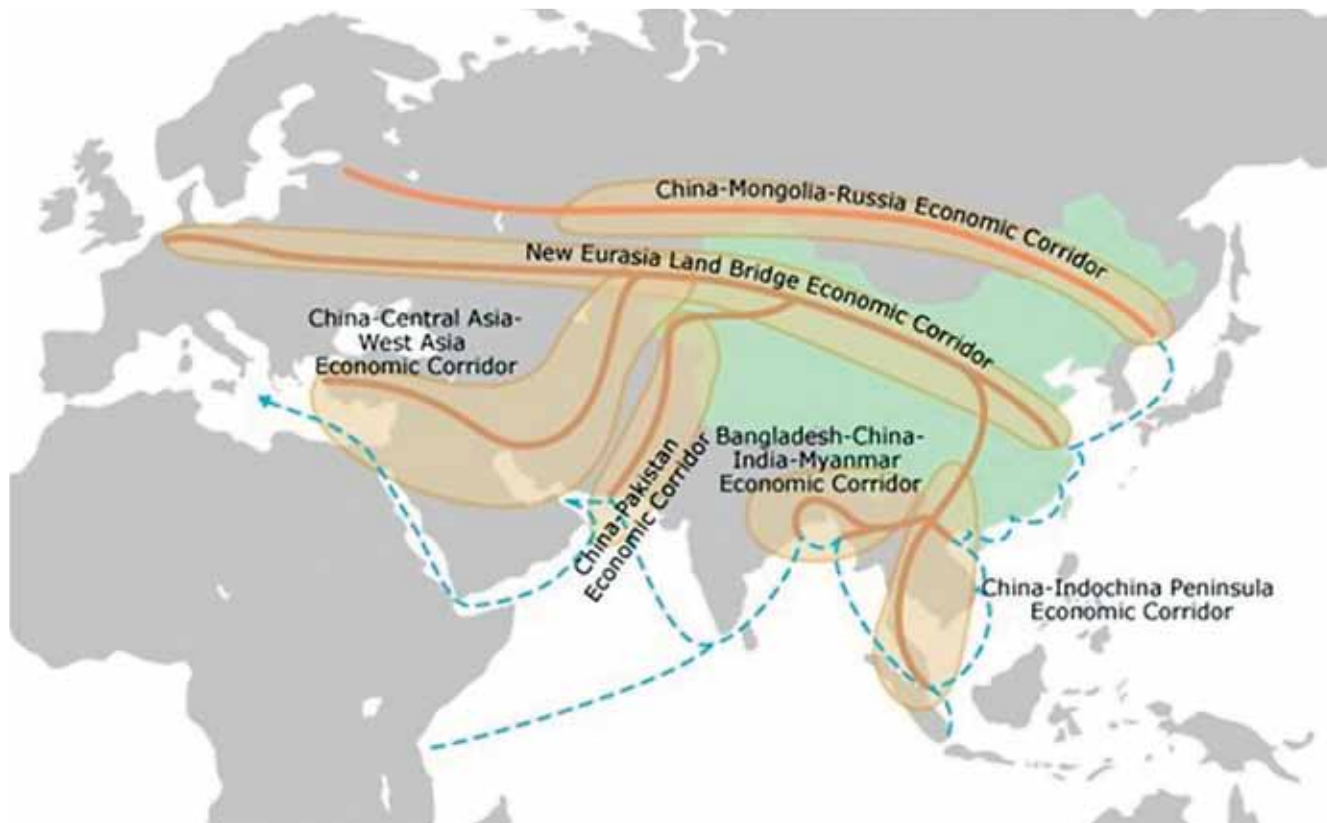 China-Mongolia-Russia Economic Corridor
New Eurasia Land Bridge Economic Corridor
China-Central Asia-
West Asia
Economic Corridor
China-Pakistan
Economic Corridor
Bangladesh-China-
India-Myanmar
Economic Corridor
China-Indochina Peninsula
Economic Corridor